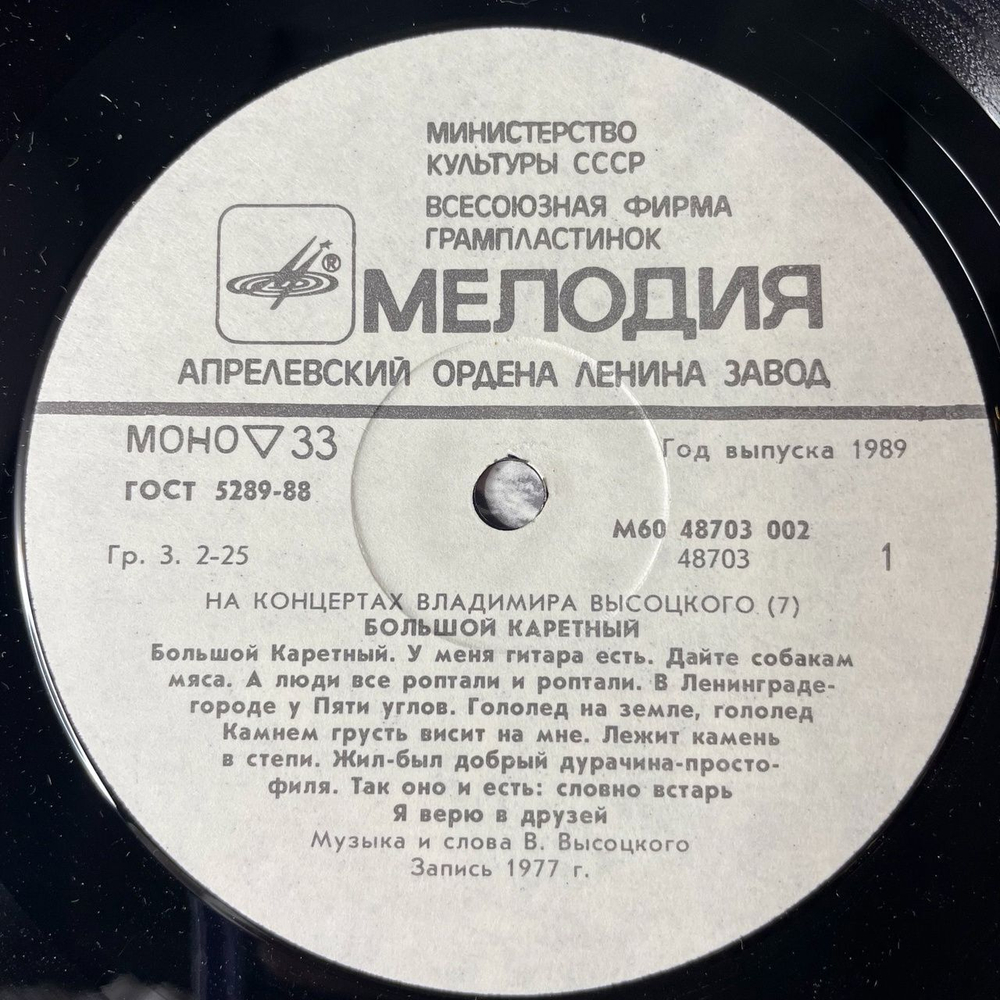 МИНИСТЕРСТВО
КУЛЬТУРЫ СССР
ВСЕСОЮЗНАЯ ФИРМА
ГРАМПЛАСТИНОК
®
МЕЛОДИЯ
АПРЕЛЕВСКИЙ ОРДЕНА ЛЕНИНА ЗАВОД
МОНО ▽ 33
Год выпуска 1989
ГОСТ 5289-88
М60 48703 002
Гр. 3. 2-25
48703
1
НА КОНЦЕРТАХ ВЛАДИМИРА ВЫСОЦКОГО (7)
БОЛЬШОЙ КАРЕТНЫЙ
Большой Каретный. У меня гитара есть. Дайте собакам
мяса. А люди все роптали и роптали. В Ленинграде-
городе у Пяти углов. Гололед на земле, гололед
Камнем грусть висит на мне. Лежит камень
в степи. Жил-был добрый дурачина-просто-
филя. Так оно и есть: словно встарь
Я верю в друзей
Музыка и слова В. Высоцкого
Запись 1977 г.